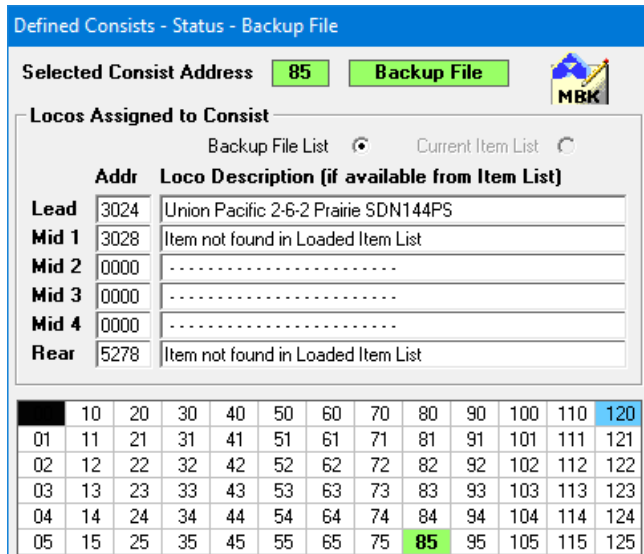 Defined Consists - Status - Backup File
Selected Consist Address 85 Backup File
MBK
Locos Assigned to Consist
Backup File List Current Item List
Addr Loco Description (if available from Item List)
Lead 3024 Union Pacific 2-6-2 Prairie SDN144PS
Mid 1 3028 Item not found in Loaded Item List
Mid 2 0000 - - - - - - - - - - - - - - - - - - - - - - - -
Mid 3 0000 - - - - - - - - - - - - - - - - - - - - - - - -
Mid 4 0000 - - - - - - - - - - - - - - - - - - - - - - - -
Rear 5278 Item not found in Loaded Item List
10 20 30 40 50 60 70 80 90 100 110 120
01 11 21 31 41 51 61 71 81 91 101 111 121
02 12 22 32 42 52 62 72 82 92 102 112 122
03 13 23 33 43 53 63 73 83 93 103 113 123
04 14 24 34 44 54 64 74 84 94 104 114 124
05 15 25 35 45 55 65 75 85 95 105 115 125